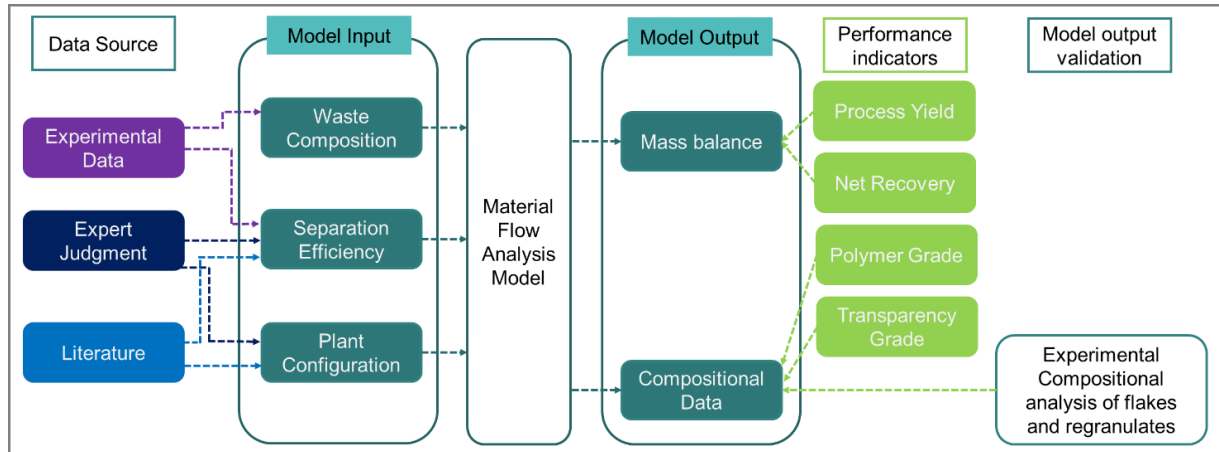 Data Source
Model Input
Model Output
Performance
indicators
Model output
validation
Experimental
Data
Expert
Judgment
Literature
Waste
Composition
Separation
Efficiency
Plant
Configuration
Material
Flow
Analysis
Model
Mass balance
Compositional
Data
Process Yield
Net Recovery
Polymer Grade
Transparency
Grade
Experimental
Compositional
analysis of flakes
and regranulates